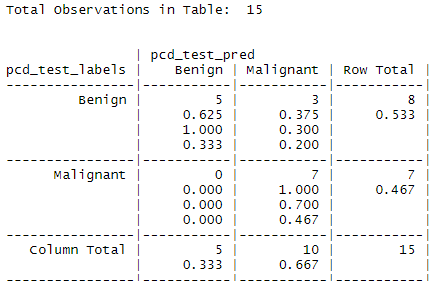 Total Observations in Table:  15
                | pcd_test_pred
pcd_test_labels |    Benign | Malignant | Row Total |
----------------|-----------|-----------|-----------|
         Benign |         5 |         3 |         8 |
                |     0.625 |     0.375 |     0.533 |
                |     1.000 |     0.300 |           |
                |     0.333 |     0.200 |           |
----------------|-----------|-----------|-----------|
      Malignant |         0 |         7 |         7 |
                |     0.000 |     1.000 |     0.467 |
                |     0.000 |     0.700 |           |
                |     0.000 |     0.467 |           |
----------------|-----------|-----------|-----------|
   Column Total |         5 |        10 |        15 |
                |     0.333 |     0.667 |           |
----------------|-----------|-----------|-----------|